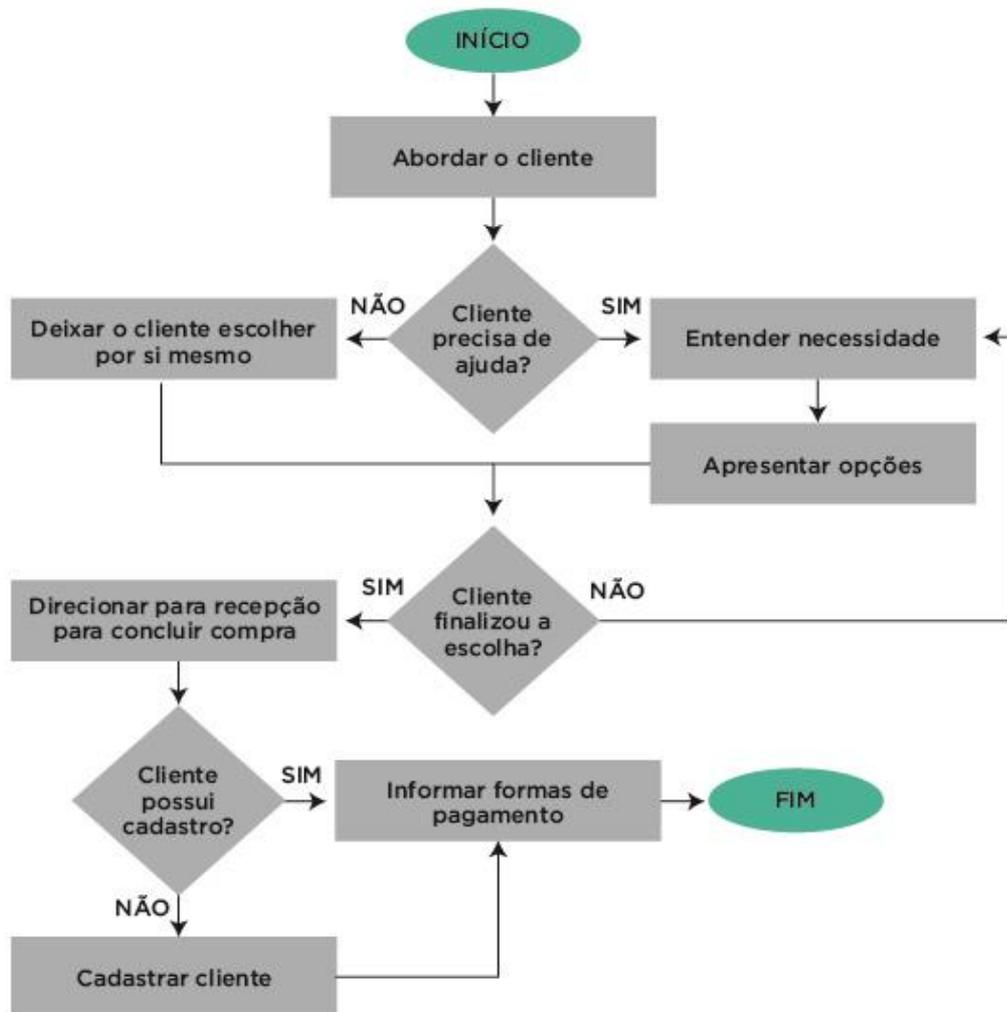 INÍCIO
Abordar o cliente
NÃO
Cliente
precisa de
ajuda?
SIM
Deixar o cliente escolher
por si mesmo
Entender necessidade
Apresentar opções
SIM
Cliente
finalizou a
escolha?
NÃO
Direcionar para recepção
para concluir compra
Cliente
possui
cadastro?
SIM
Informar formas de
pagamento
FIM
NÃO
Cadastrar cliente